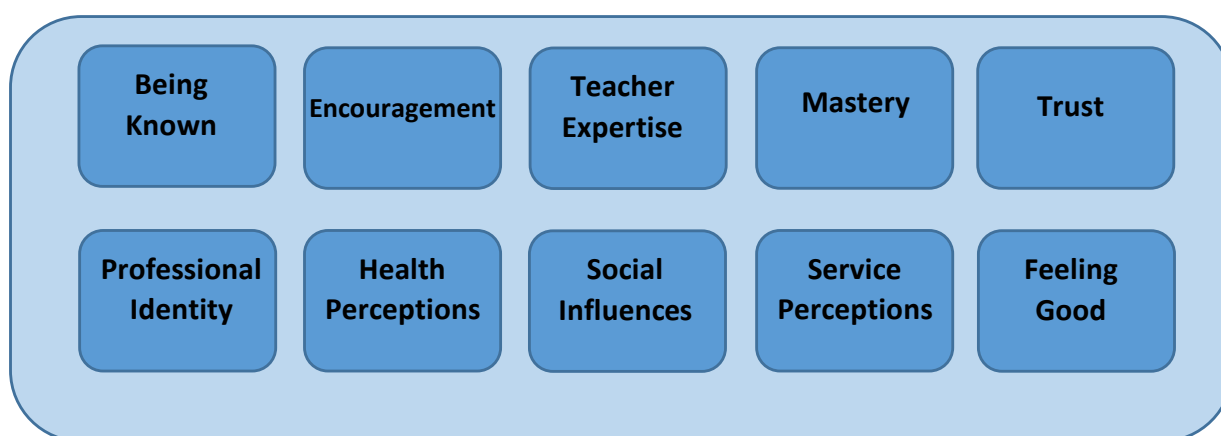 Being
Known
Encouragement
Teacher
Expertise
Mastery
Trust
Professional
Identity
Health
Perceptions
Social
Influences
Service
Perceptions
Feeling
Good